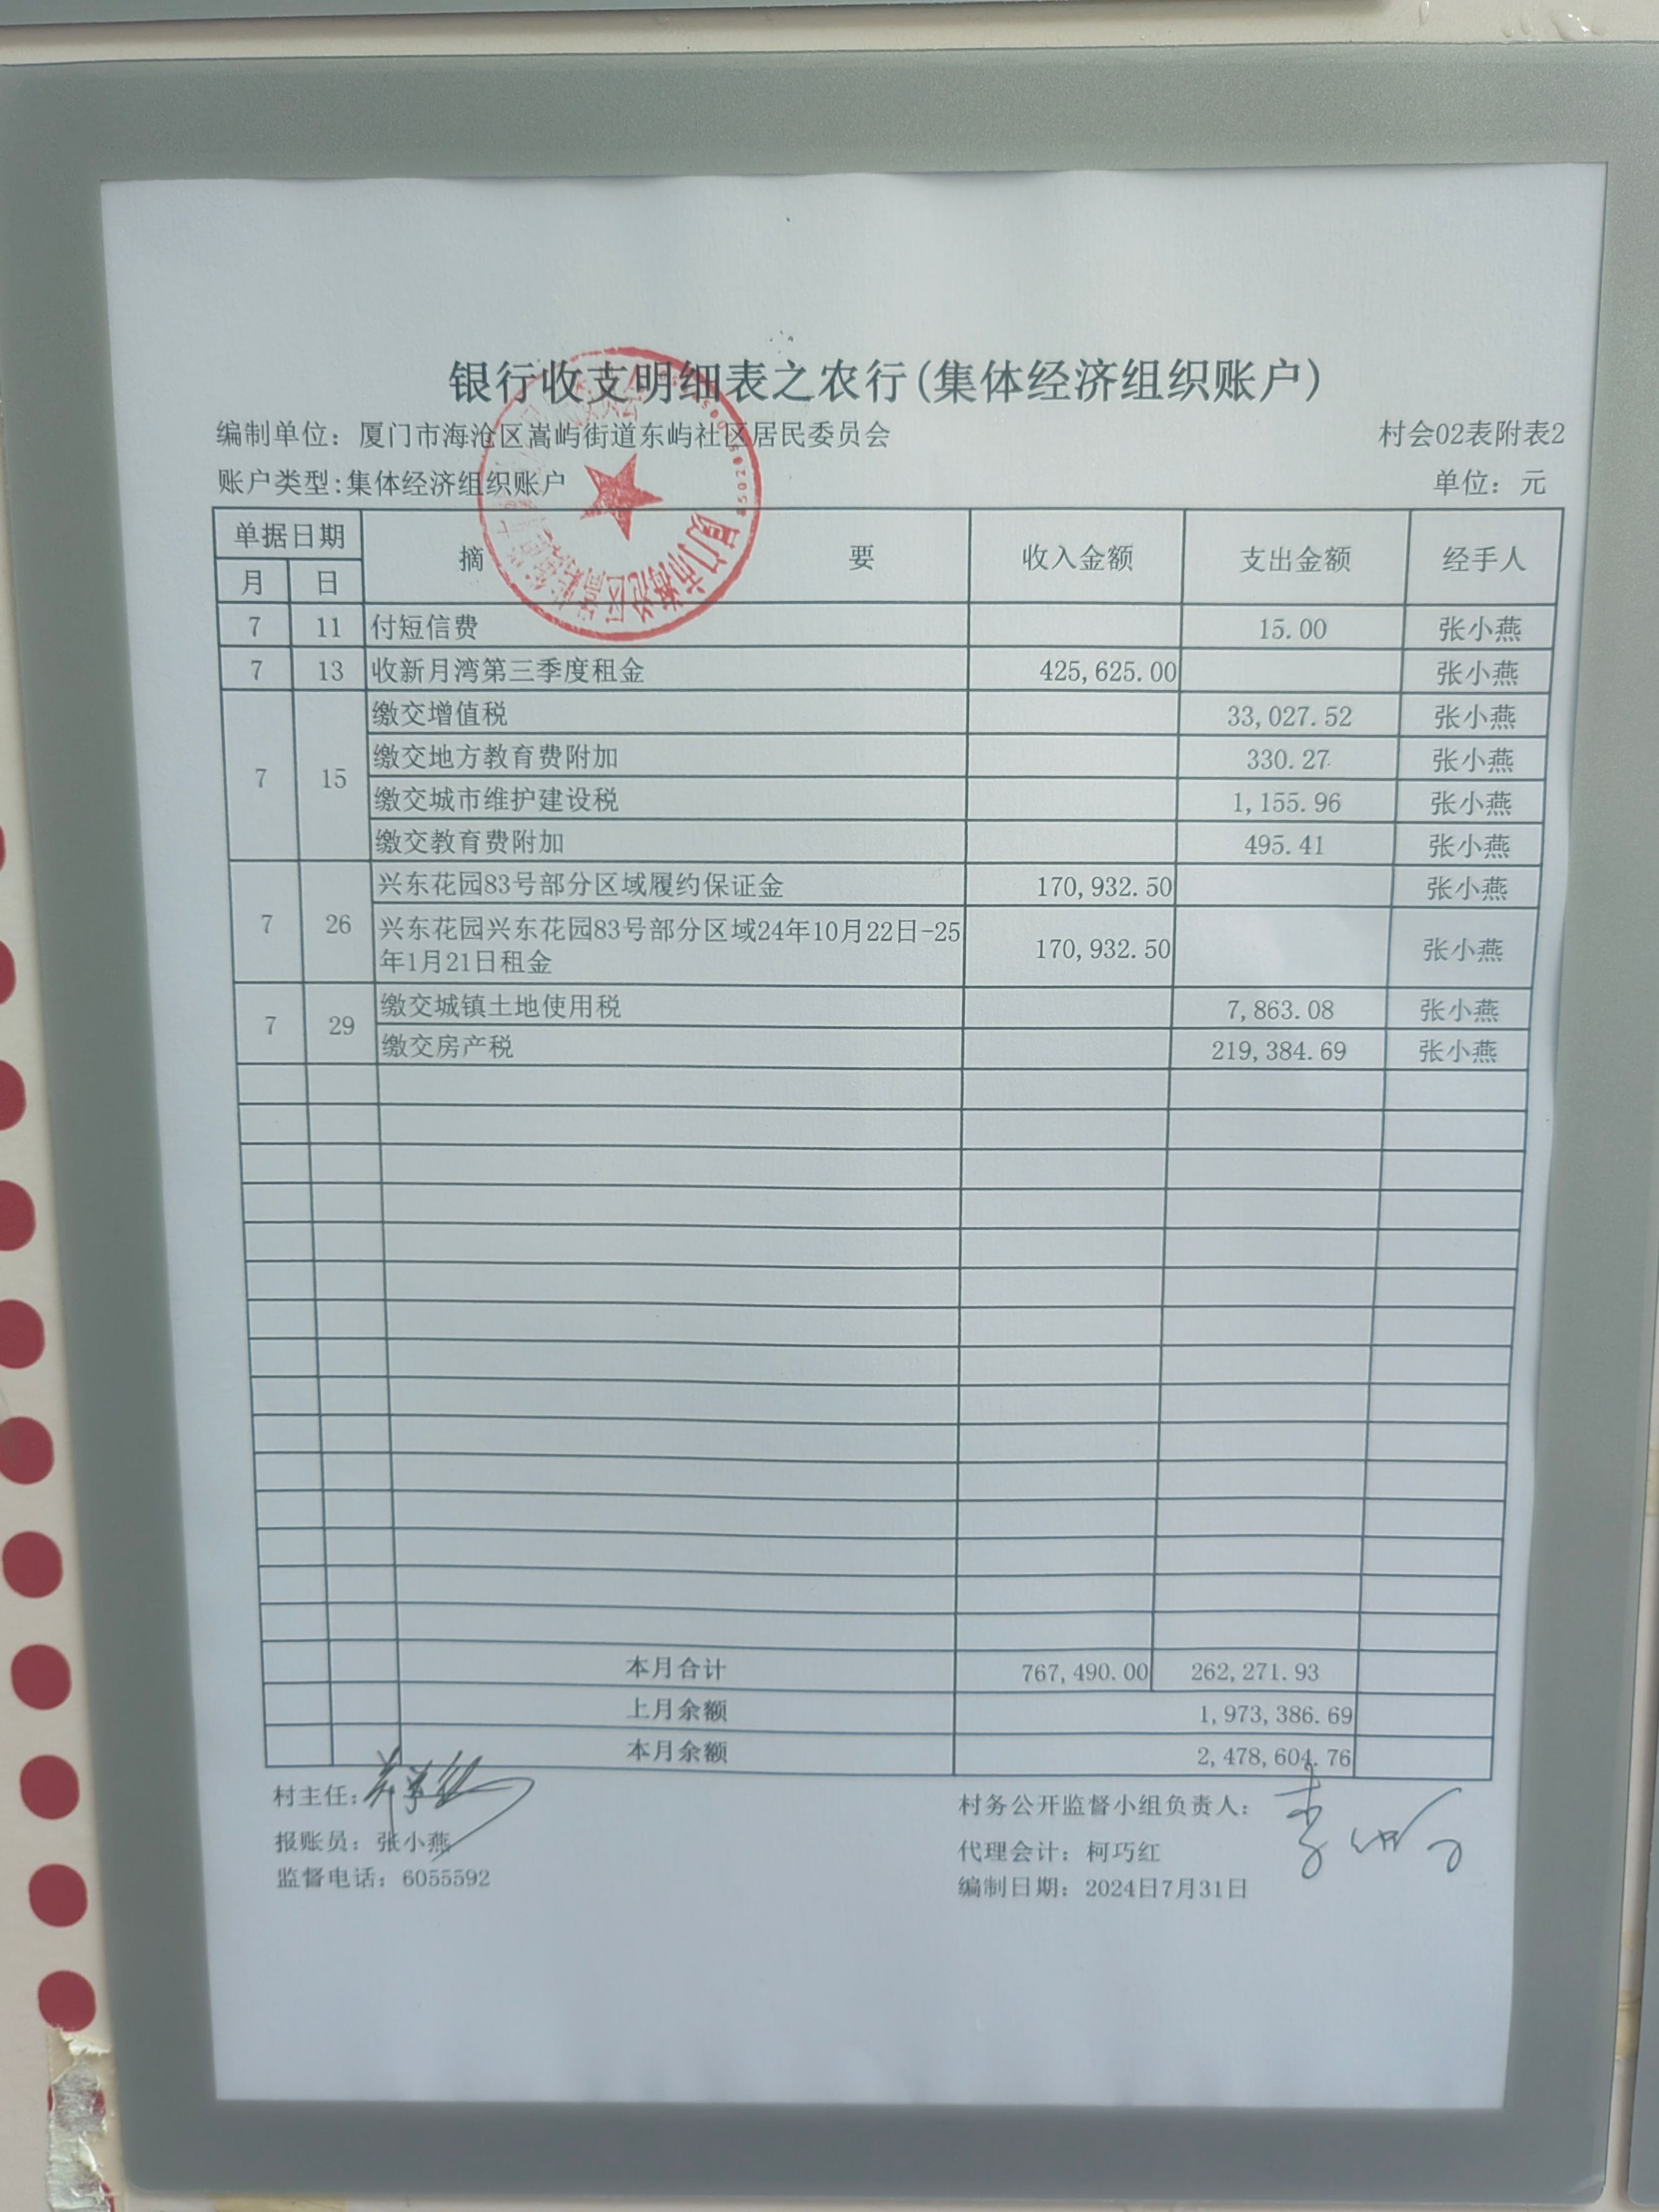 银行收支明细表之农行(集体经济组织账户)
编制单位：厦门市海沧区嵩屿街道东屿社区居民委员会 村会02表附表2
账户类型:集体经济组织账户 单位：元
单据日期 摘 要 收入金额 支出金额 经手人
月 日
7 11 付短信费 15.00 张小燕
7 13 收新月湾第三季度租金 425,625.00 张小燕
7 15 缴交增值税 33,027.52 张小燕
缴交地方教育费附加 330.27 张小燕
缴交城市维护建设税 1,155.96 张小燕
缴交教育费附加 495.41 张小燕
7 26 兴东花园83号部分区域履约保证金 170,932.50 张小燕
兴东花园兴东花园83号部分区域24年10月22日-25
年1月21日租金 170,932.50 张小燕
7 29 缴交城镇土地使用税 7,863.08 张小燕
缴交房产税 219,384.69 张小燕
本月合计 767,490.00 262,271.93
上月余额 1,973,386.69
本月余额 2,478,604.76
村主任： 村务公开监督小组负责人：
报账员：张小燕 代理会计：柯巧红
监督电话：6055592 编制日期：2024日7月31日